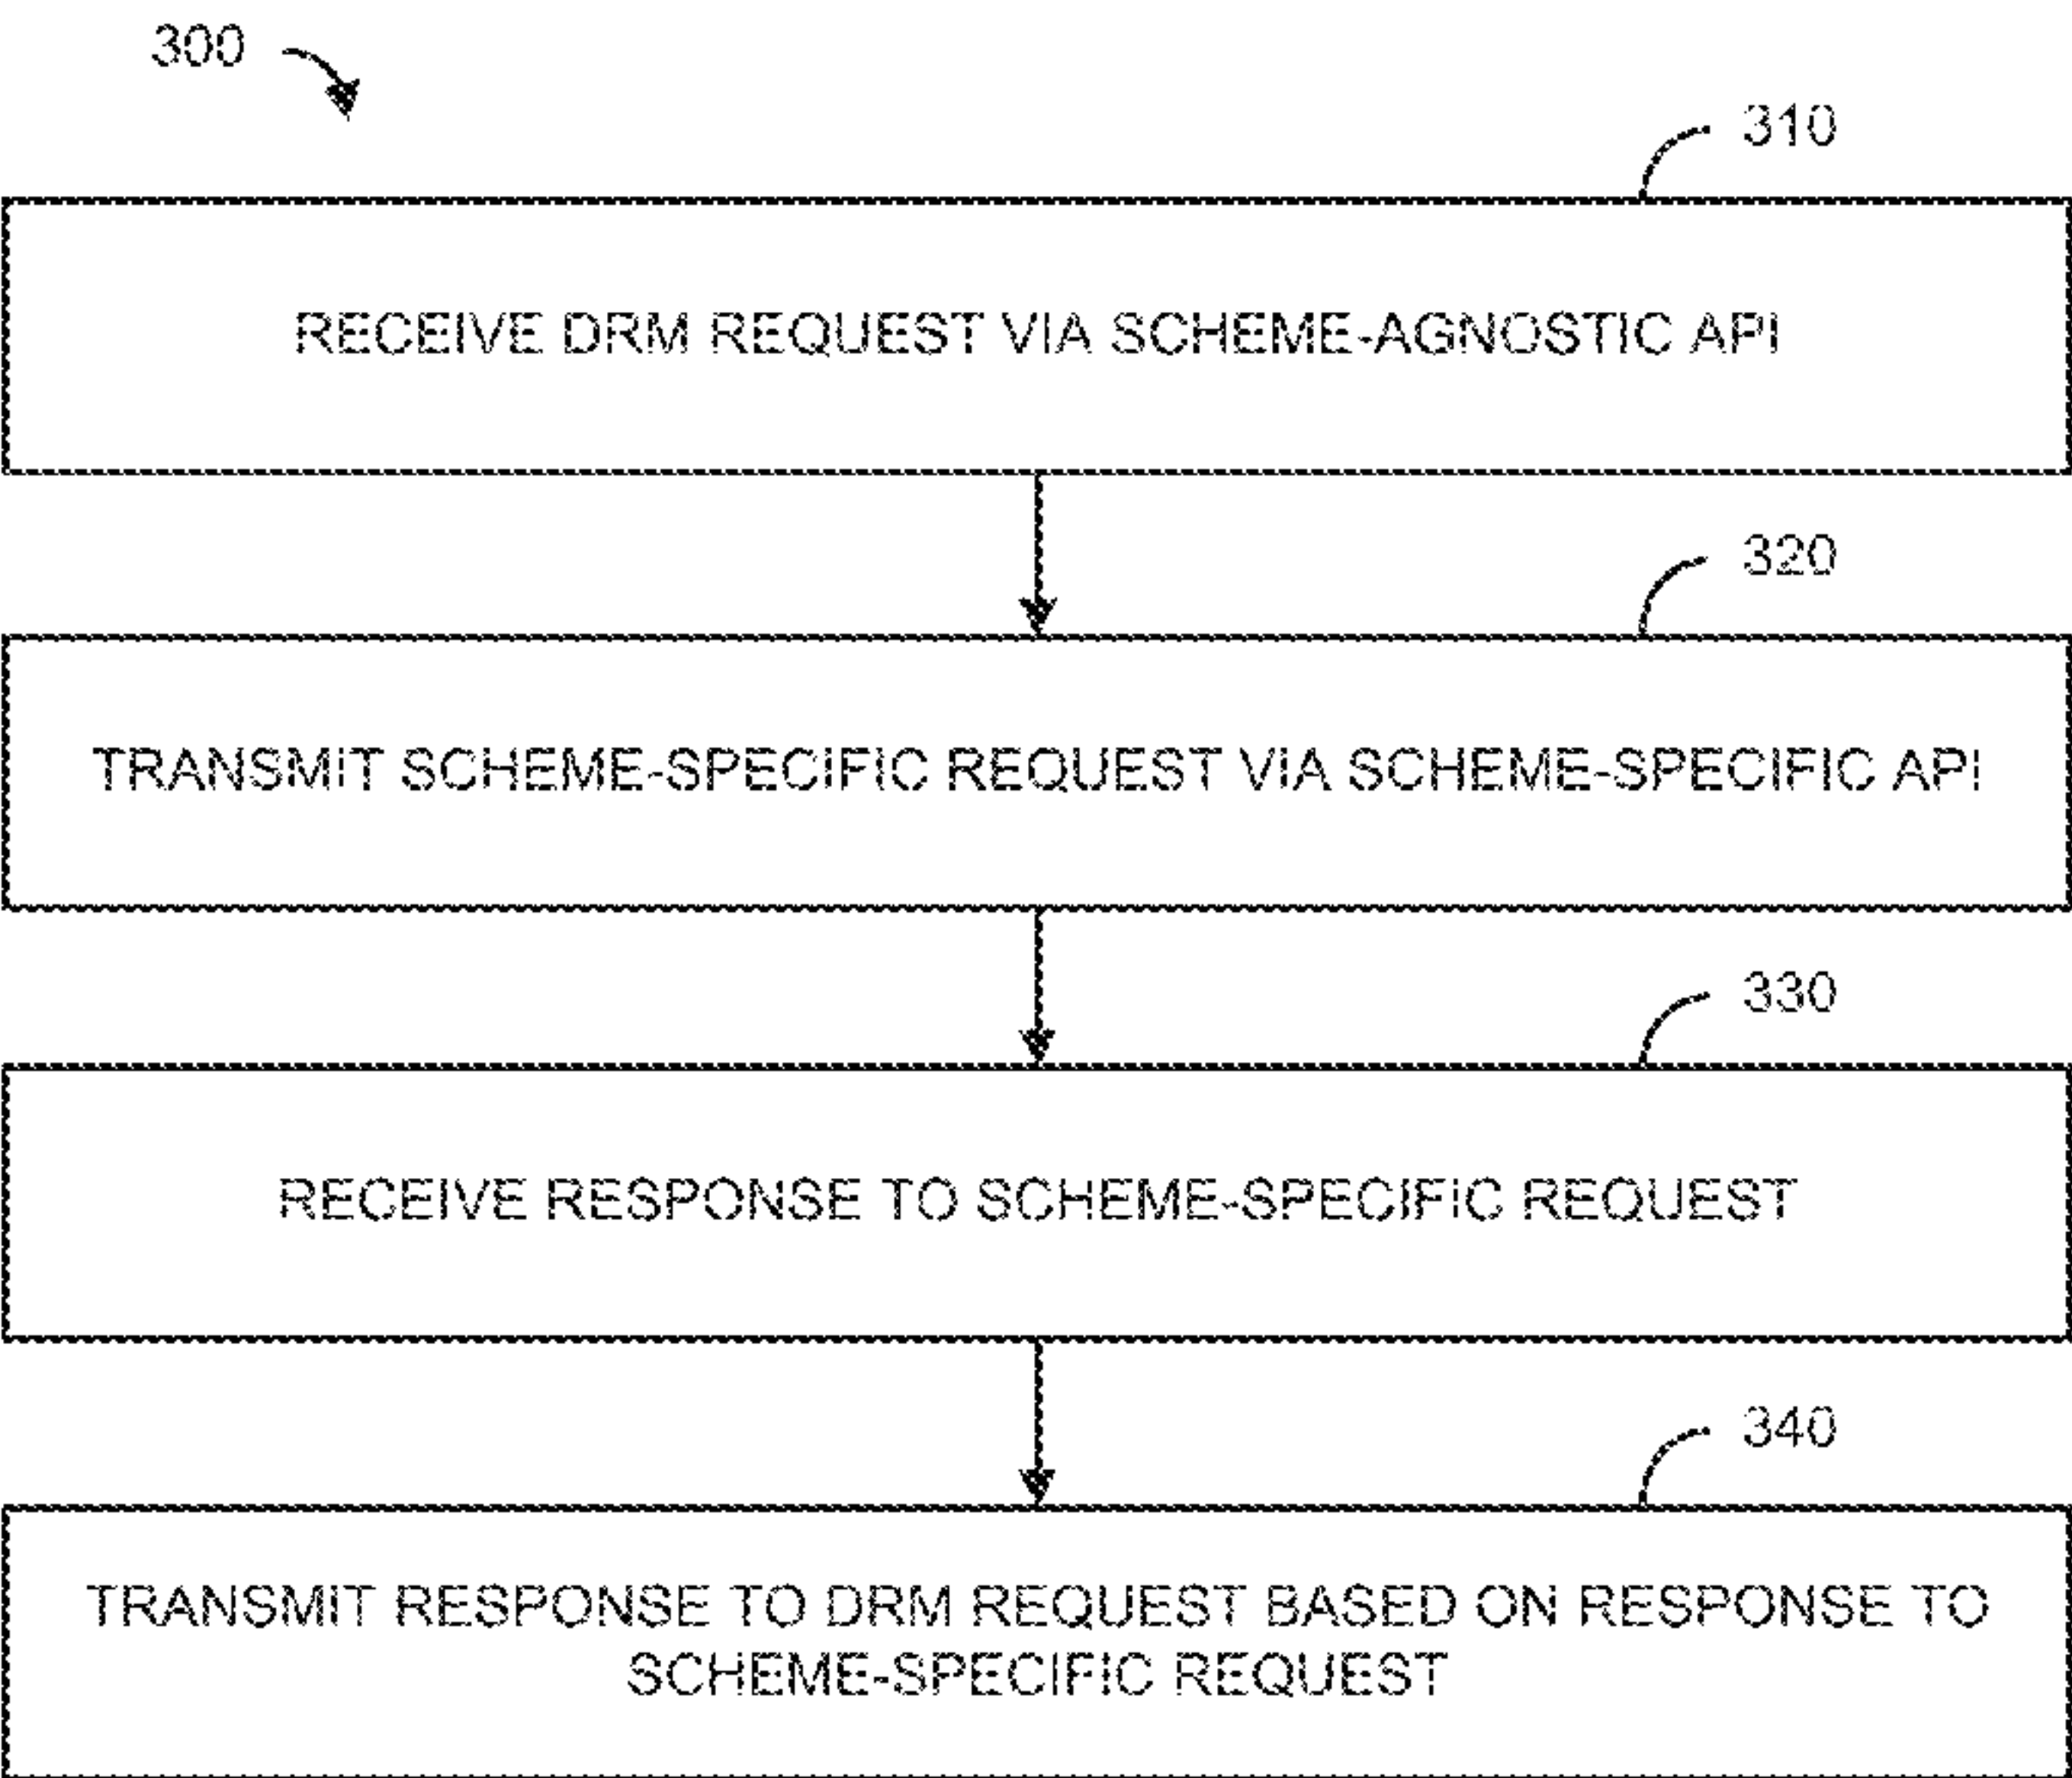 300
310
RECEIVE DRM REQUEST VIA SCHEME-AGNOSTIC API
320
TRANSMIT SCHEME-SPECIFIC REQUEST VIA SCHEME-SPECIFIC API
330
RECEIVE RESPONSE TO SCHEME-SPECIFIC REQUEST
340
TRANSMIT RESPONSE TO DRM REQUEST BASED ON RESPONSE TO
SCHEME-SPECIFIC REQUEST